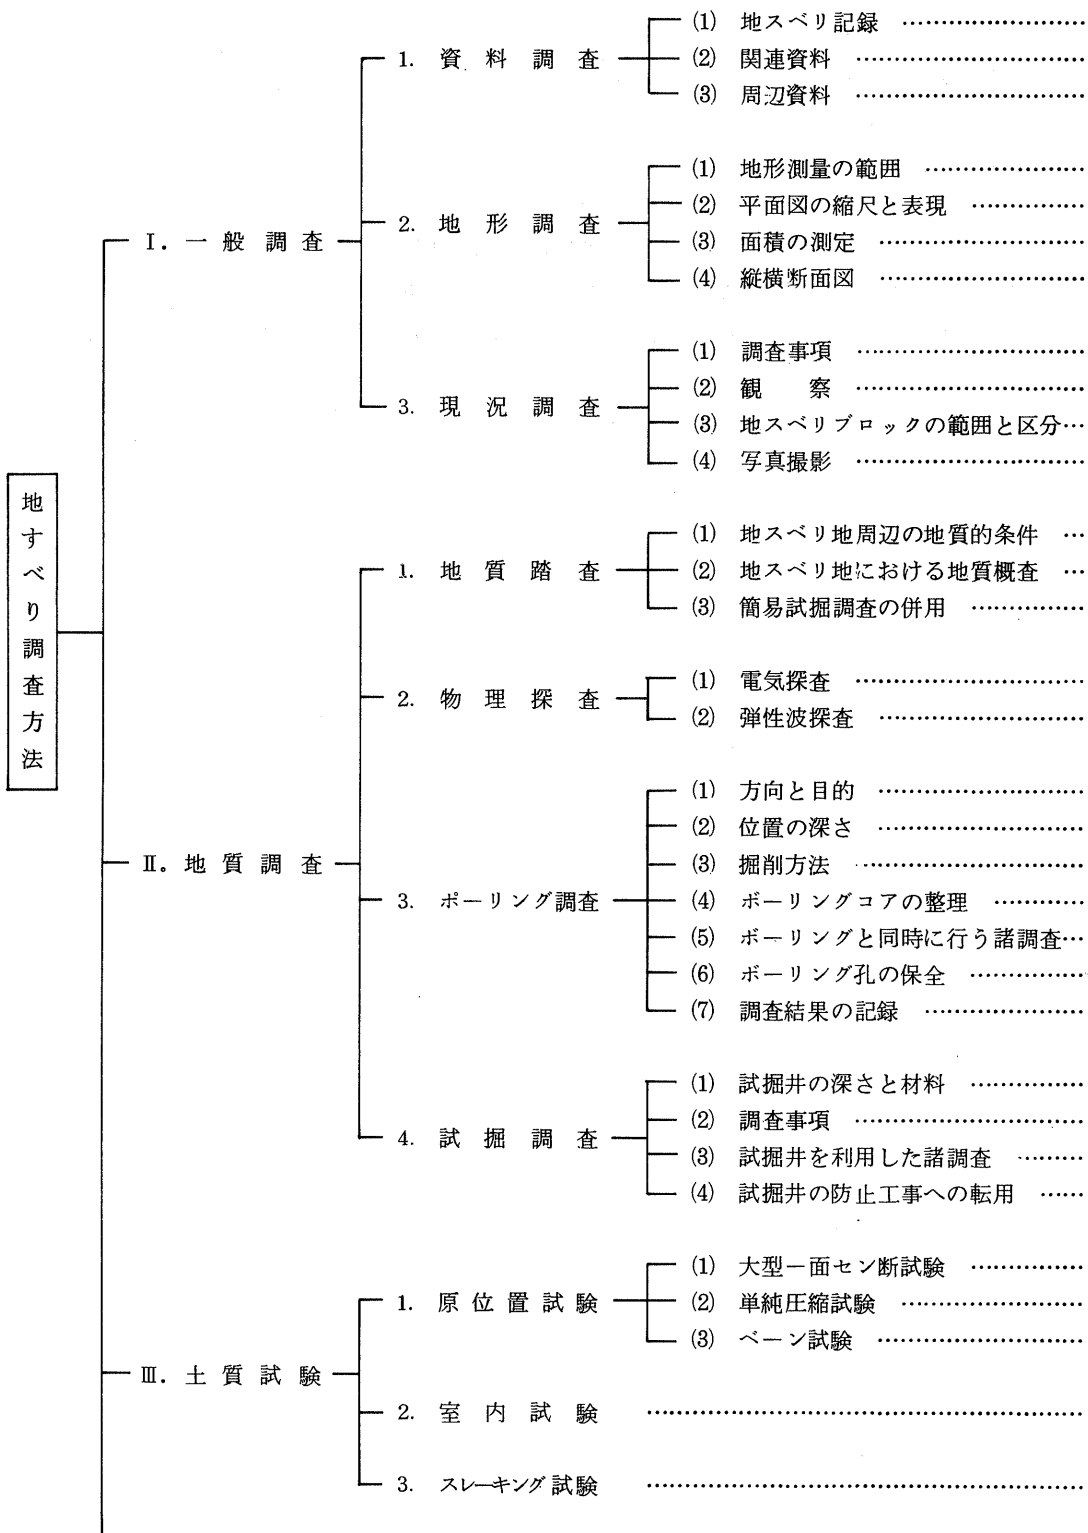 地すべり調査方法
Ⅰ. 一般調査
1. 資料調査
(1) 地スベリ記録 ……………………
(2) 関連資料 ……………………
(3) 周辺資料 ……………………
2. 地形調査
(1) 地形測量の範囲 ……………………
(2) 平面図の縮尺と表現 ……………
(3) 面積の測定 ……………………
(4) 縦横断面図 ……………………
3. 現況調査
(1) 調査事項 ……………………
(2) 観察 ……………………
(3) 地スベリブロックの範囲と区分…
(4) 写真撮影 ……………………
Ⅱ. 地質調査
1. 地質踏査
(1) 地スベリ地周辺の地質的条件 …
(2) 地スベリ地における地質概査 …
(3) 簡易試掘調査の併用 ……………
2. 物理探査
(1) 電気探査 ……………………
(2) 弾性波探査 ……………………
3. ボーリング調査
(1) 方向と目的 ……………………
(2) 位置の深さ ……………………
(3) 掘削方法 ……………………
(4) ボーリングコアの整理 …………
(5) ボーリングと同時に行う諸調査…
(6) ボーリング孔の保全 ……………
(7) 調査結果の記録 ………………
4. 試掘調査
(1) 試掘井の深さと材料 ……………
(2) 調査事項 ……………………
(3) 試掘井を利用した諸調査 ………
(4) 試掘井の防止工事への転用 ……
Ⅲ. 土質試験
1. 原位置試験
(1) 大型一面セン断試験 ……………
(2) 単純圧縮試験 …………………
(3) ベーン試験 ……………………
2. 室内試験 ………………………………
3. スレーキング試験 ………………………………